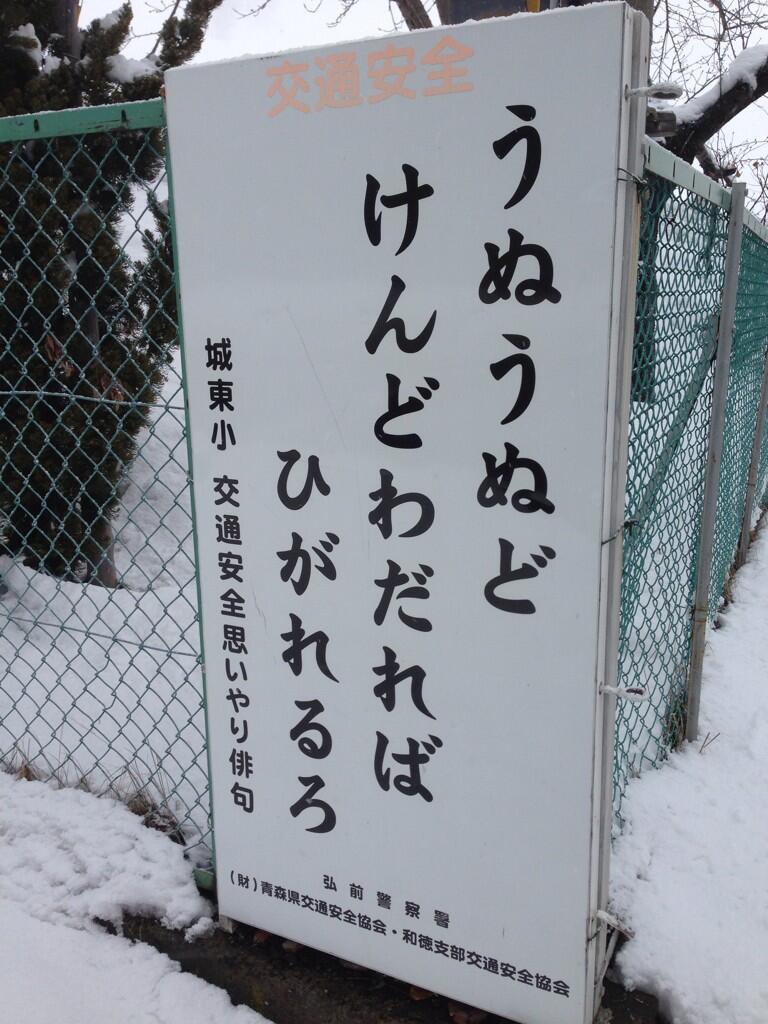 交通安全
うぬうぬど
けんどわだれば
ひがれるろ
城東小 交通安全思いやり俳句
弘前警察署
(財)青森県交通安全協会・和徳支部交通安全協会